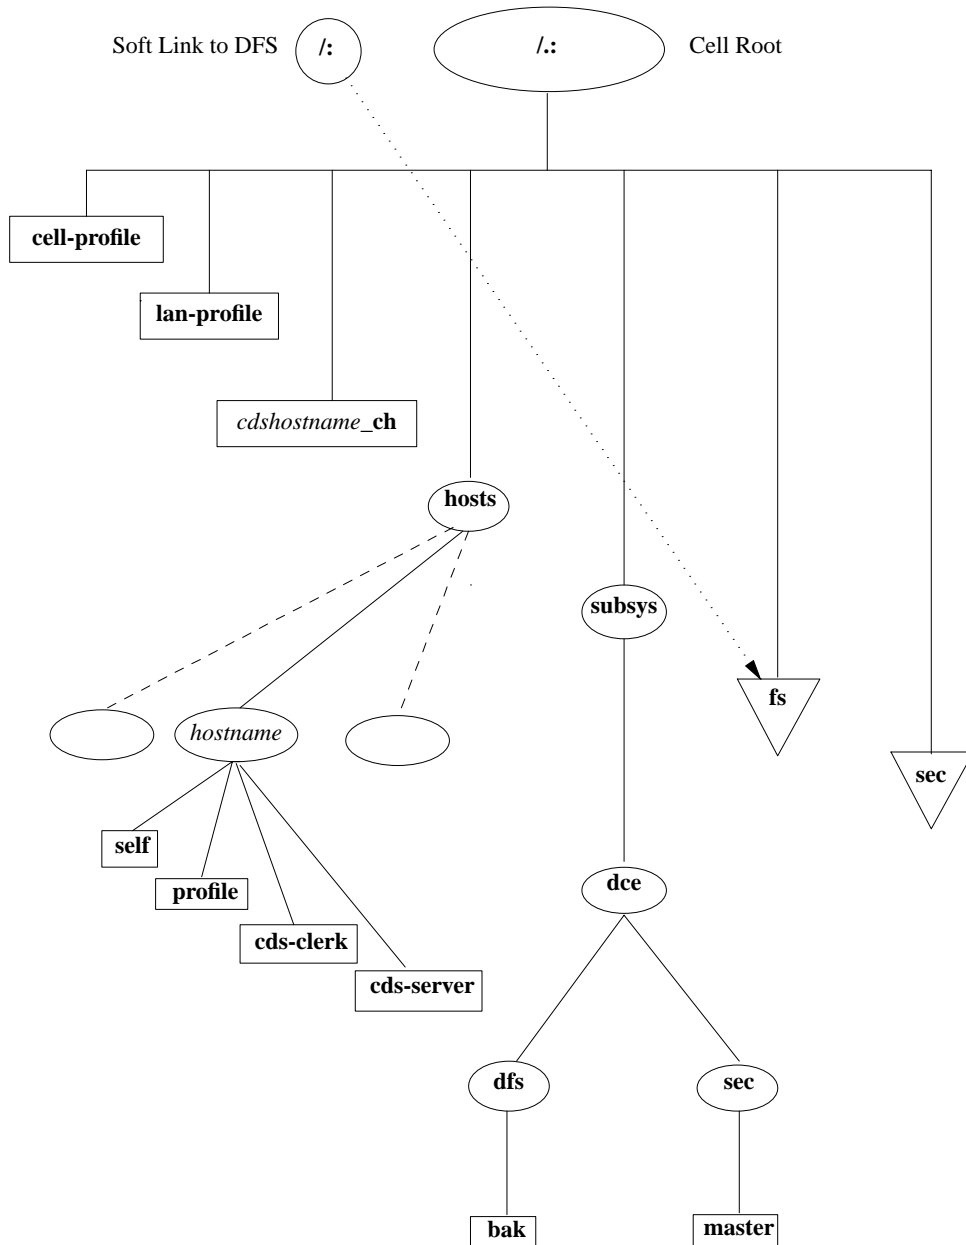 Soft Link to DFS /: /.: Cell Root
cell-profile
lan-profile
cdshostname_ch
hosts
subsys
fs
hostname
sec
self
profile
dce
cds-clerk
cds-server
dfs sec
bak master